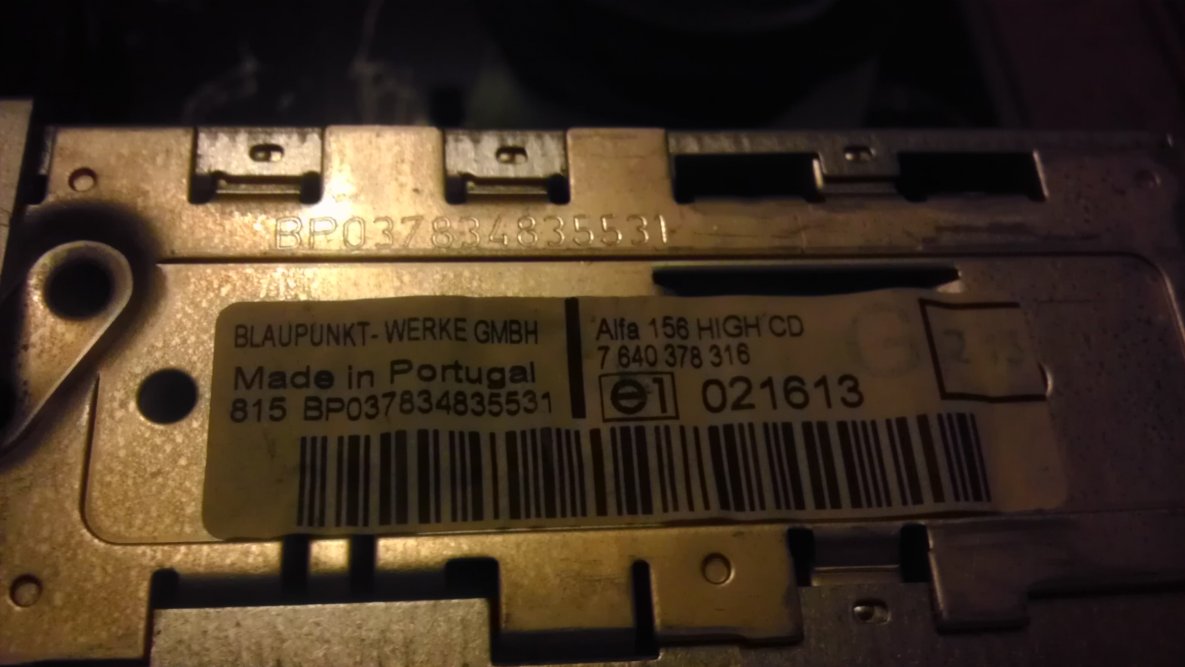 BP037834835531
BLAUPUNKT- WERKE GMBH
Made in Portugal
815 BP037834835531
Alfa 156 HIGH CD
7 640 378 316
e1 021613
G